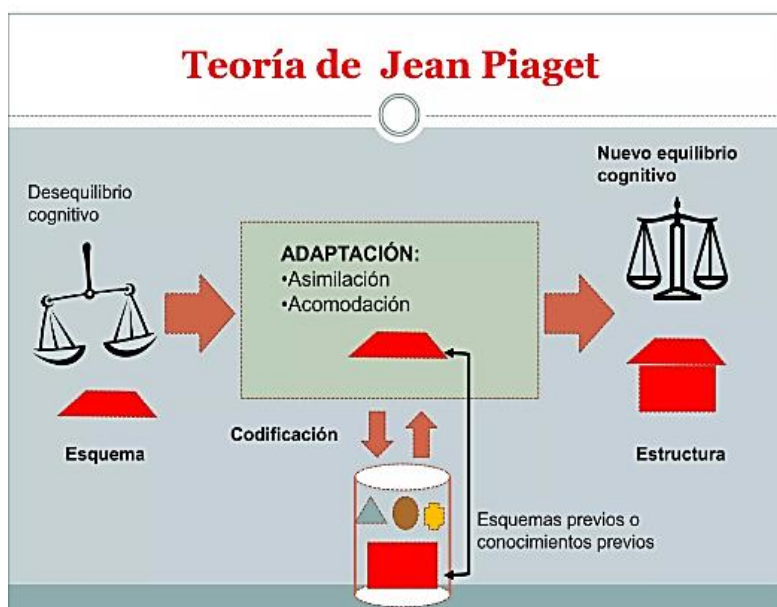 Teoría de Jean Piaget
Desequilibrio
cognitivo
ADAPTACIÓN:
•Asimilación
•Acomodación
Nuevo equilibrio
cognitivo
Esquema
Codificación
Estructura
Esquemas previos o
conocimientos previos